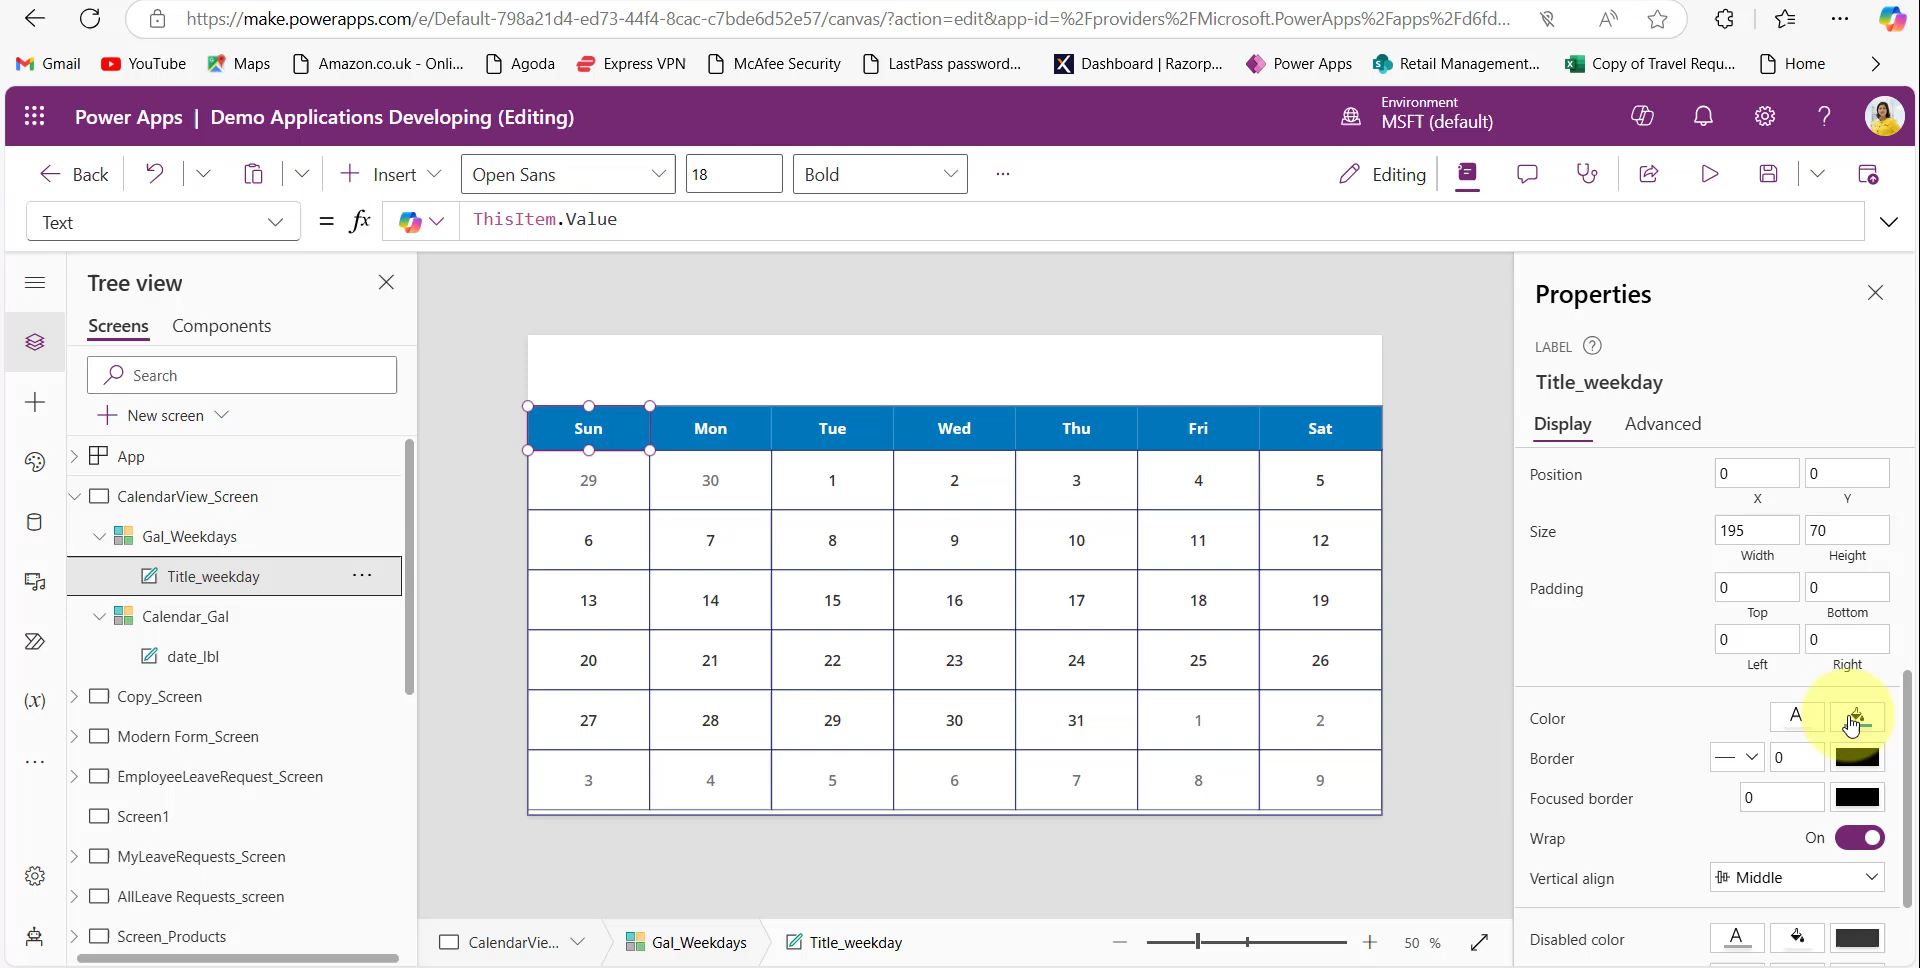 https://make.powerapps.com/e/Default-798a21d4-ed73-44f4-8cac-c7bde6d52e57/canvas/?action=edit&app-id=%2Fproviders%2FMicrosoft.PowerApps%2Fapps%2Fd6fd...
Gmail YouTube Maps Amazon.co.uk - Onli... Agoda Express VPN McAfee Security LastPass password... Dashboard | Razorp... Power Apps Retail Management... Copy of Travel Requ... Home
Environment
Power Apps | Demo Applications Developing (Editing) MSFT (default)
Back Insert Open Sans 18 Bold ... Editing
Text = fx ThisItem.Value
Tree view
Screens Components
Search
New screen
App
CalendarView_Screen
Gal_Weekdays
Title_weekday ...
Calendar_Gal
date_lbl
Copy_Screen
Modern Form_Screen
EmployeeLeaveRequest_Screen
Screen1
MyLeaveRequests_Screen
AllLeave Requests_screen
Screen_Products
(x)
Sun Mon Tue Wed Thu Fri Sat
29 30 1 2 3 4 5
6 7 8 9 10 11 12
13 14 15 16 17 18 19
20 21 22 23 24 25 26
27 28 29 30 31 1 2
3 4 5 6 7 8 9
CalendarVie... Gal_Weekdays Title_weekday 50 %
Properties
LABEL ?
Title_weekday
Display Advanced
Position 0 0
X Y
Size 195 70
Width Height
Padding 0 0
Top Bottom
0 0
Left Right
Color A
Border 0
Focused border 0
Wrap On
Vertical align Middle
Disabled color A